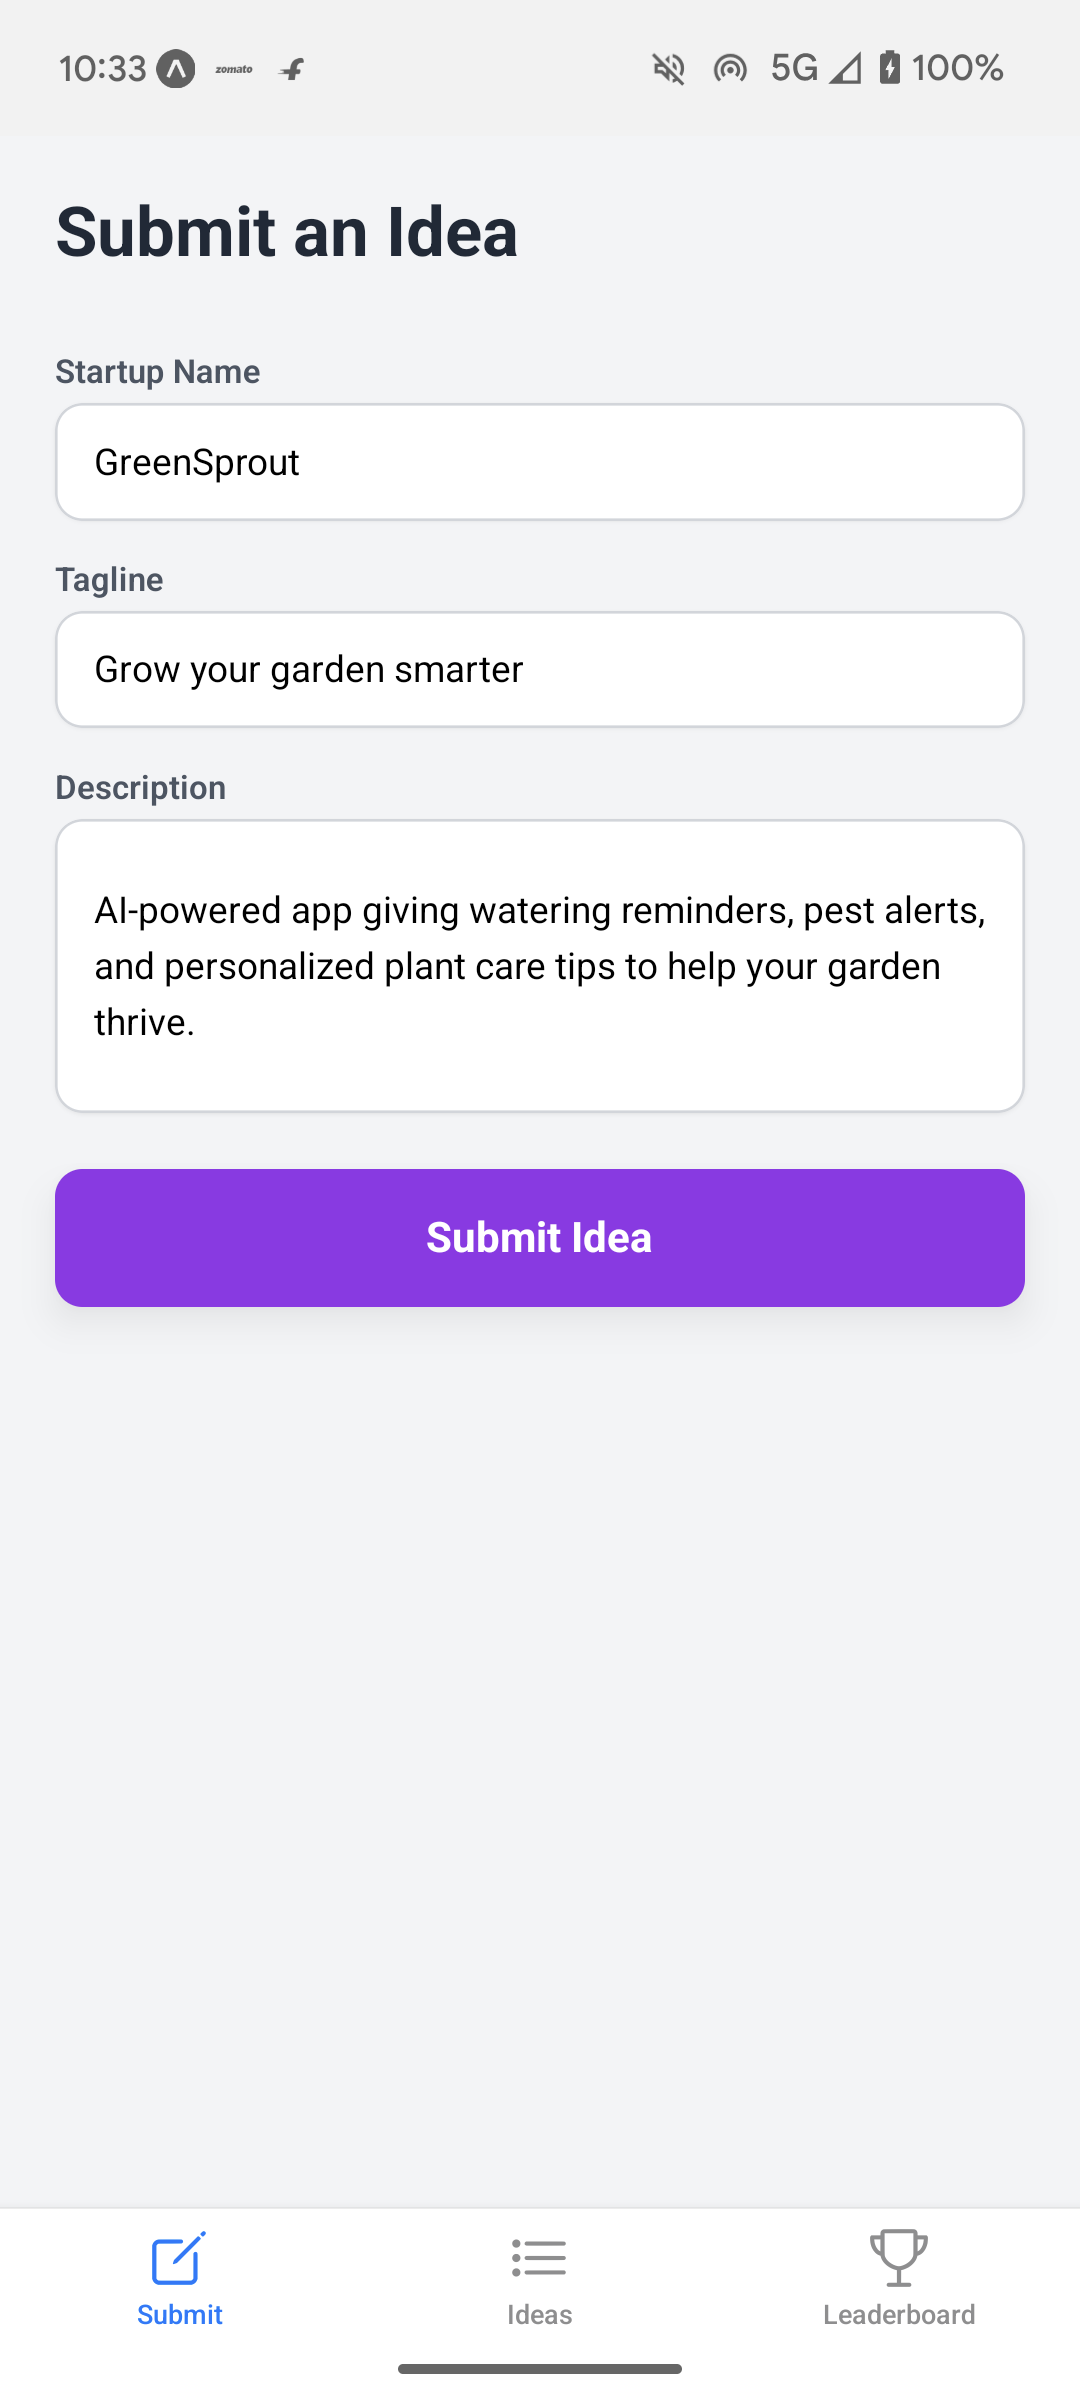 10:33 zomato 5G 100%
Submit an Idea
Startup Name
GreenSprout
Tagline
Grow your garden smarter
Description
AI-powered app giving watering reminders, pest alerts,
and personalized plant care tips to help your garden
thrive.
Submit Idea
Submit Ideas Leaderboard